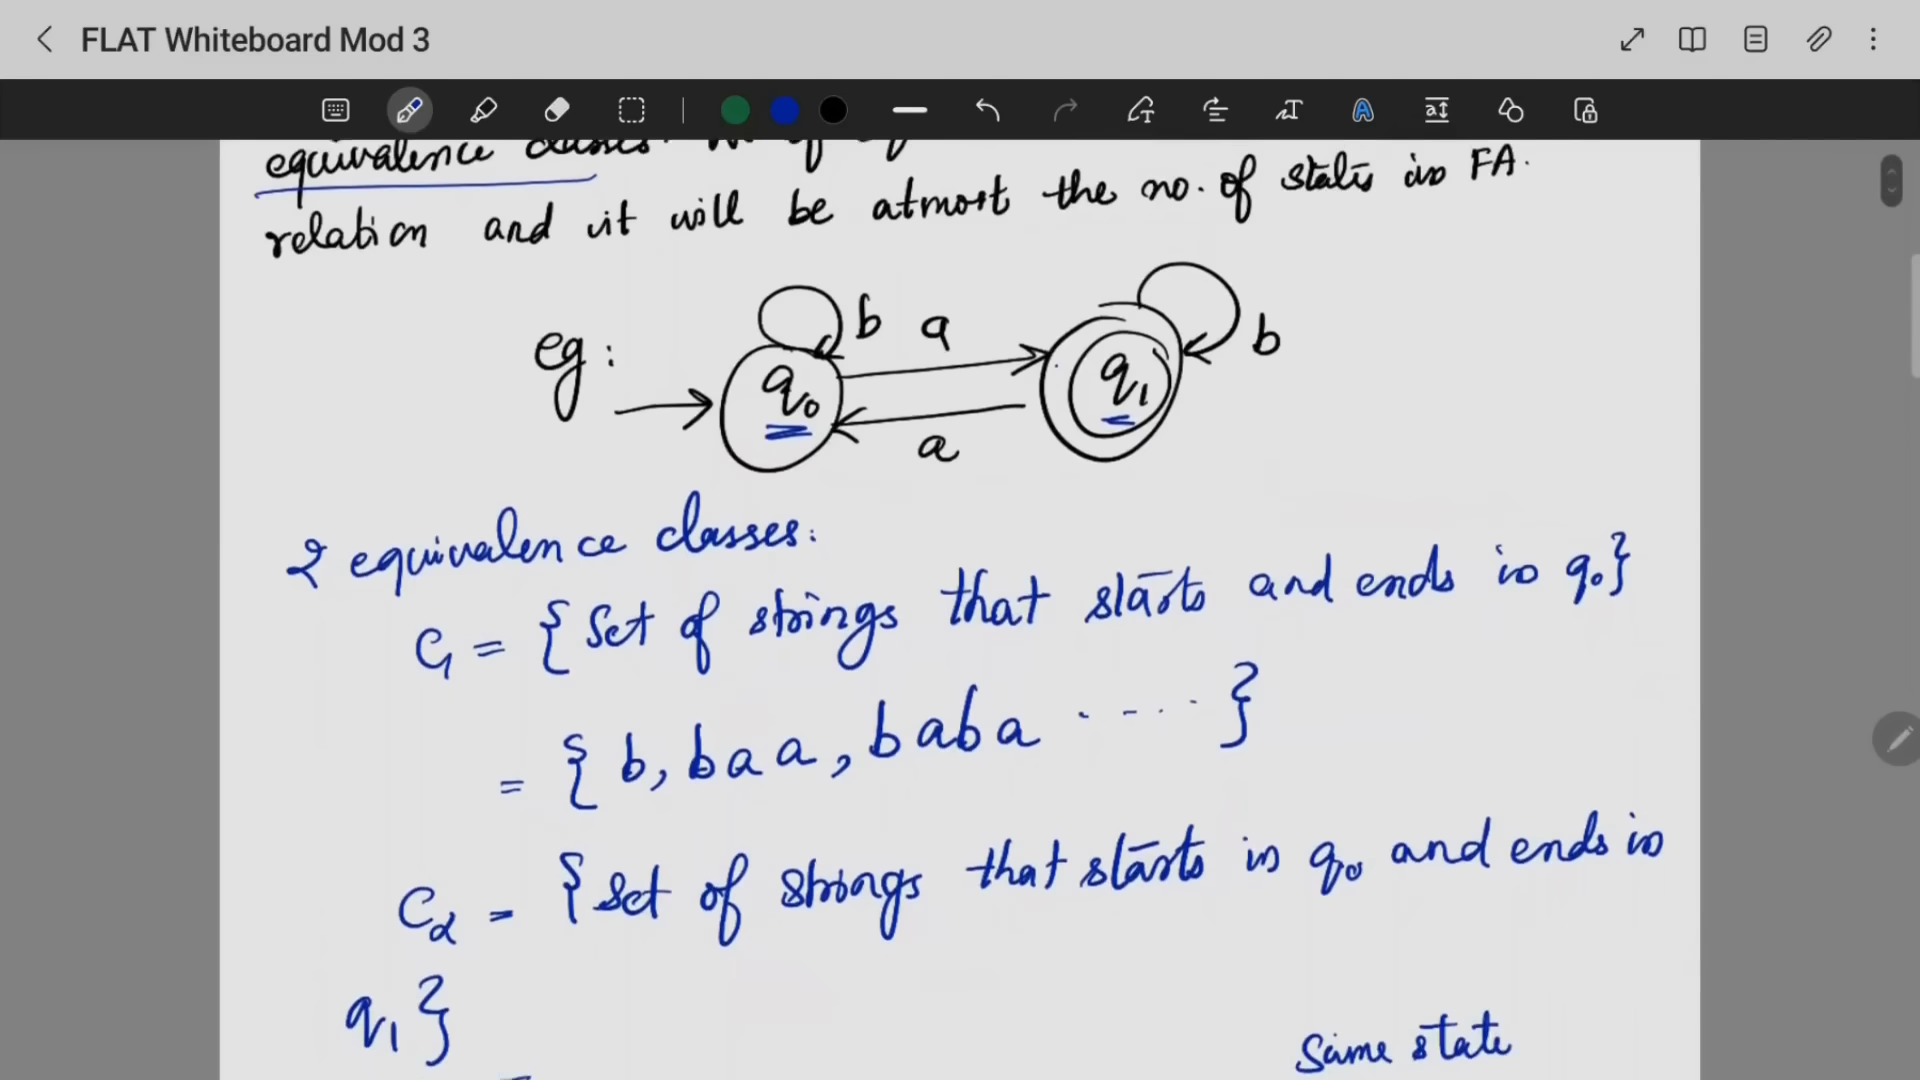 FLAT Whiteboard Mod 3
equivalence classes.
relation and it will be atmost the no. of states in FA.
eg: q0 b a q1 b
a
2 equivalence classes:
C1 = {Set of strings that starts and ends in q0}
= {b, baa, baba ....}
C2 = {Set of strings that starts in q0 and ends in
q1}
Same state